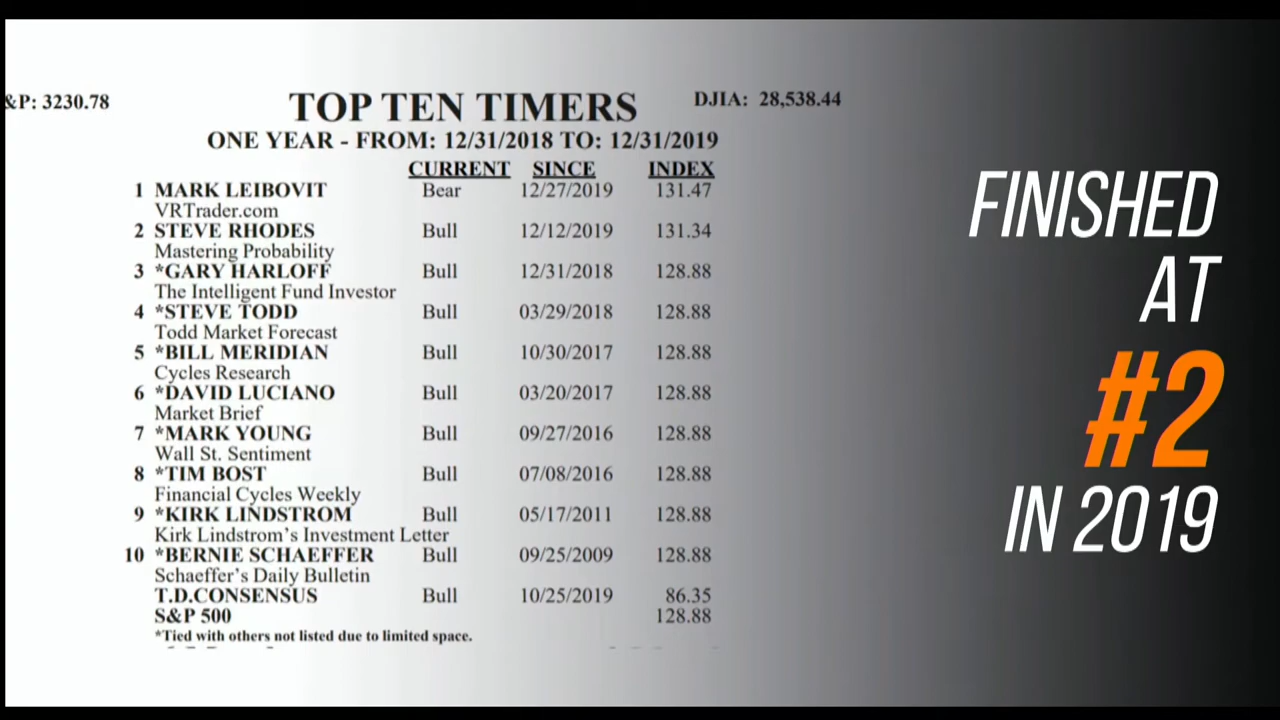 &P: 3230.78
TOP TEN TIMERS
DJIA: 28,538.44
ONE YEAR - FROM: 12/31/2018 TO: 12/31/2019
CURRENT SINCE INDEX
1 MARK LEIBOVIT Bear 12/27/2019 131.47
VRTrader.com
2 STEVE RHODES Bull 12/12/2019 131.34
Mastering Probability
3 *GARY HARLOFF Bull 12/31/2018 128.88
The Intelligent Fund Investor
4 *STEVE TODD Bull 03/29/2018 128.88
Todd Market Forecast
5 *BILL MERIDIAN Bull 10/30/2017 128.88
Cycles Research
6 *DAVID LUCIANO Bull 03/20/2017 128.88
Market Brief
7 *MARK YOUNG Bull 09/27/2016 128.88
Wall St. Sentiment
8 *TIM BOST Bull 07/08/2016 128.88
Financial Cycles Weekly
9 *KIRK LINDSTROM Bull 05/17/2011 128.88
Kirk Lindstrom's Investment Letter
10 *BERNIE SCHAEFFER Bull 09/25/2009 128.88
Schaeffer's Daily Bulletin
T.D.CONSENSUS Bull 10/25/2019 86.35
S&P 500 128.88
*Tied with others not listed due to limited space.
FINISHED
AT
#2
IN 2019